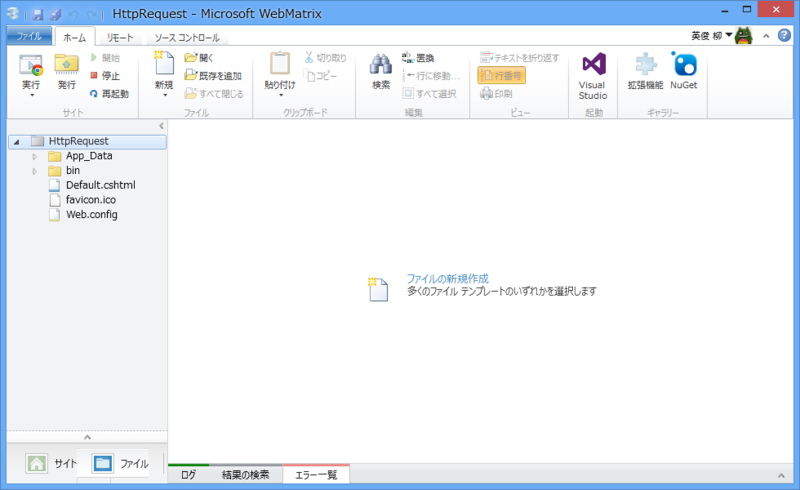 HttpRequest - Microsoft WebMatrix
ファイル ホーム リモート ソース コントロール 英俊 柳
実行
発行
開始
停止
再起動
サイト
新規
開く
既存を追加
すべて閉じる
ファイル
貼り付け
切り取り
コピー
クリップボード
検索
置換
行に移動...
すべて選択
編集
テキストを折り返す
行番号
印刷
ビュー
Visual
Studio
起動
拡張機能
NuGet
ギャラリー
HttpRequest
App_Data
bin
Default.cshtml
favicon.ico
Web.config
ファイルの新規作成
多くのファイル テンプレートのいずれかを選択します
サイト ファイル
ログ 結果の検索 エラー一覧